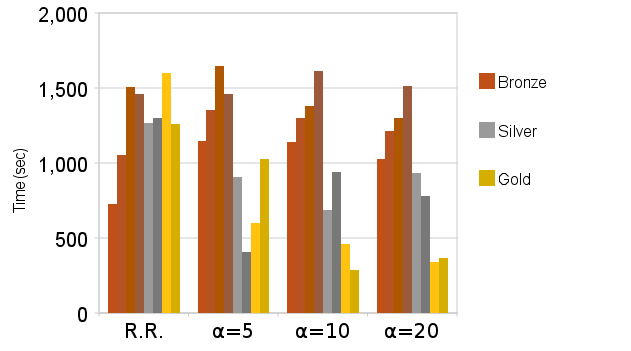 2,000
1,500
1,000
500
0
Time (sec)
R.R.
α=5
α=10
α=20
Bronze
Silver
Gold